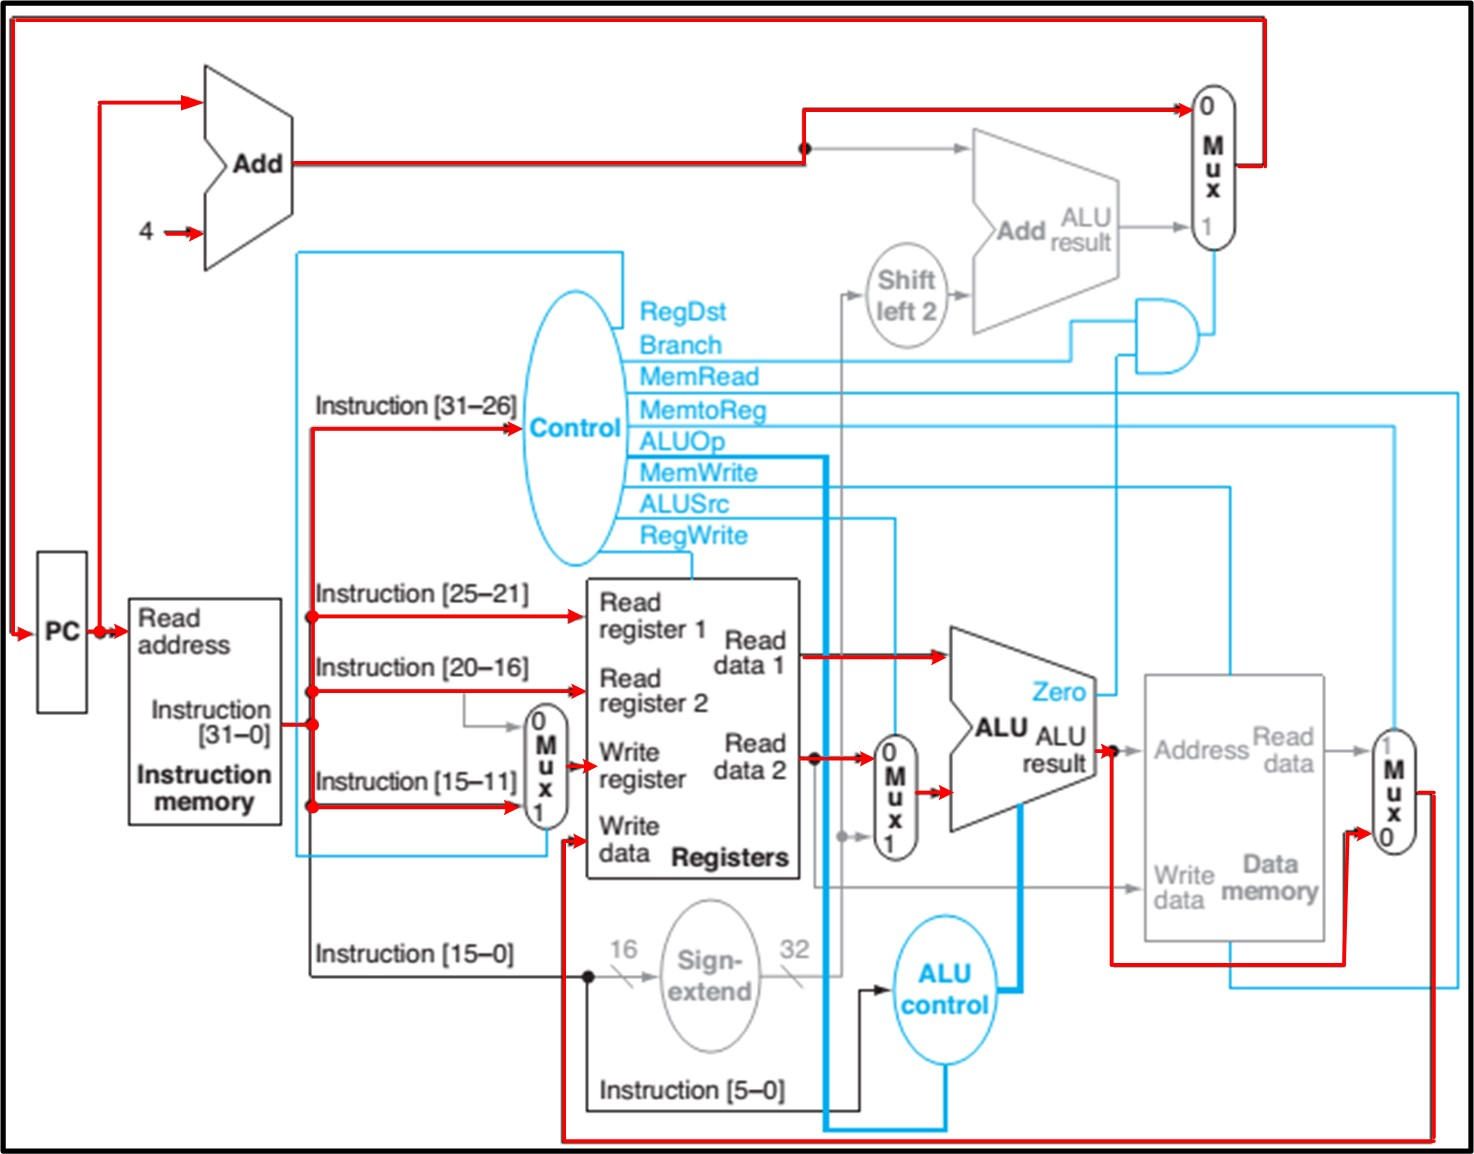 0
M
u
x
1
Add
4
Add
ALU
result
Shift
left 2
RegDst
Branch
MemRead
MemtoReg
ALUOp
MemWrite
ALUSrc
RegWrite
Control
Instruction [31–26]
Instruction [25–21]
Instruction [20–16]
Instruction [15–11]
Instruction [15–0]
Instruction [5–0]
PC
Read
address
Instruction
[31–0]
Instruction
memory
0
M
u
x
1
Read
register 1
Read
register 2
Write
register
Write
data
Read
data 1
Read
data 2
Registers
0
M
u
x
1
Zero
ALU
ALU
result
Address
Read
data
Write
data
Data
memory
1
M
u
x
0
16
Sign-
extend
32
ALU
control